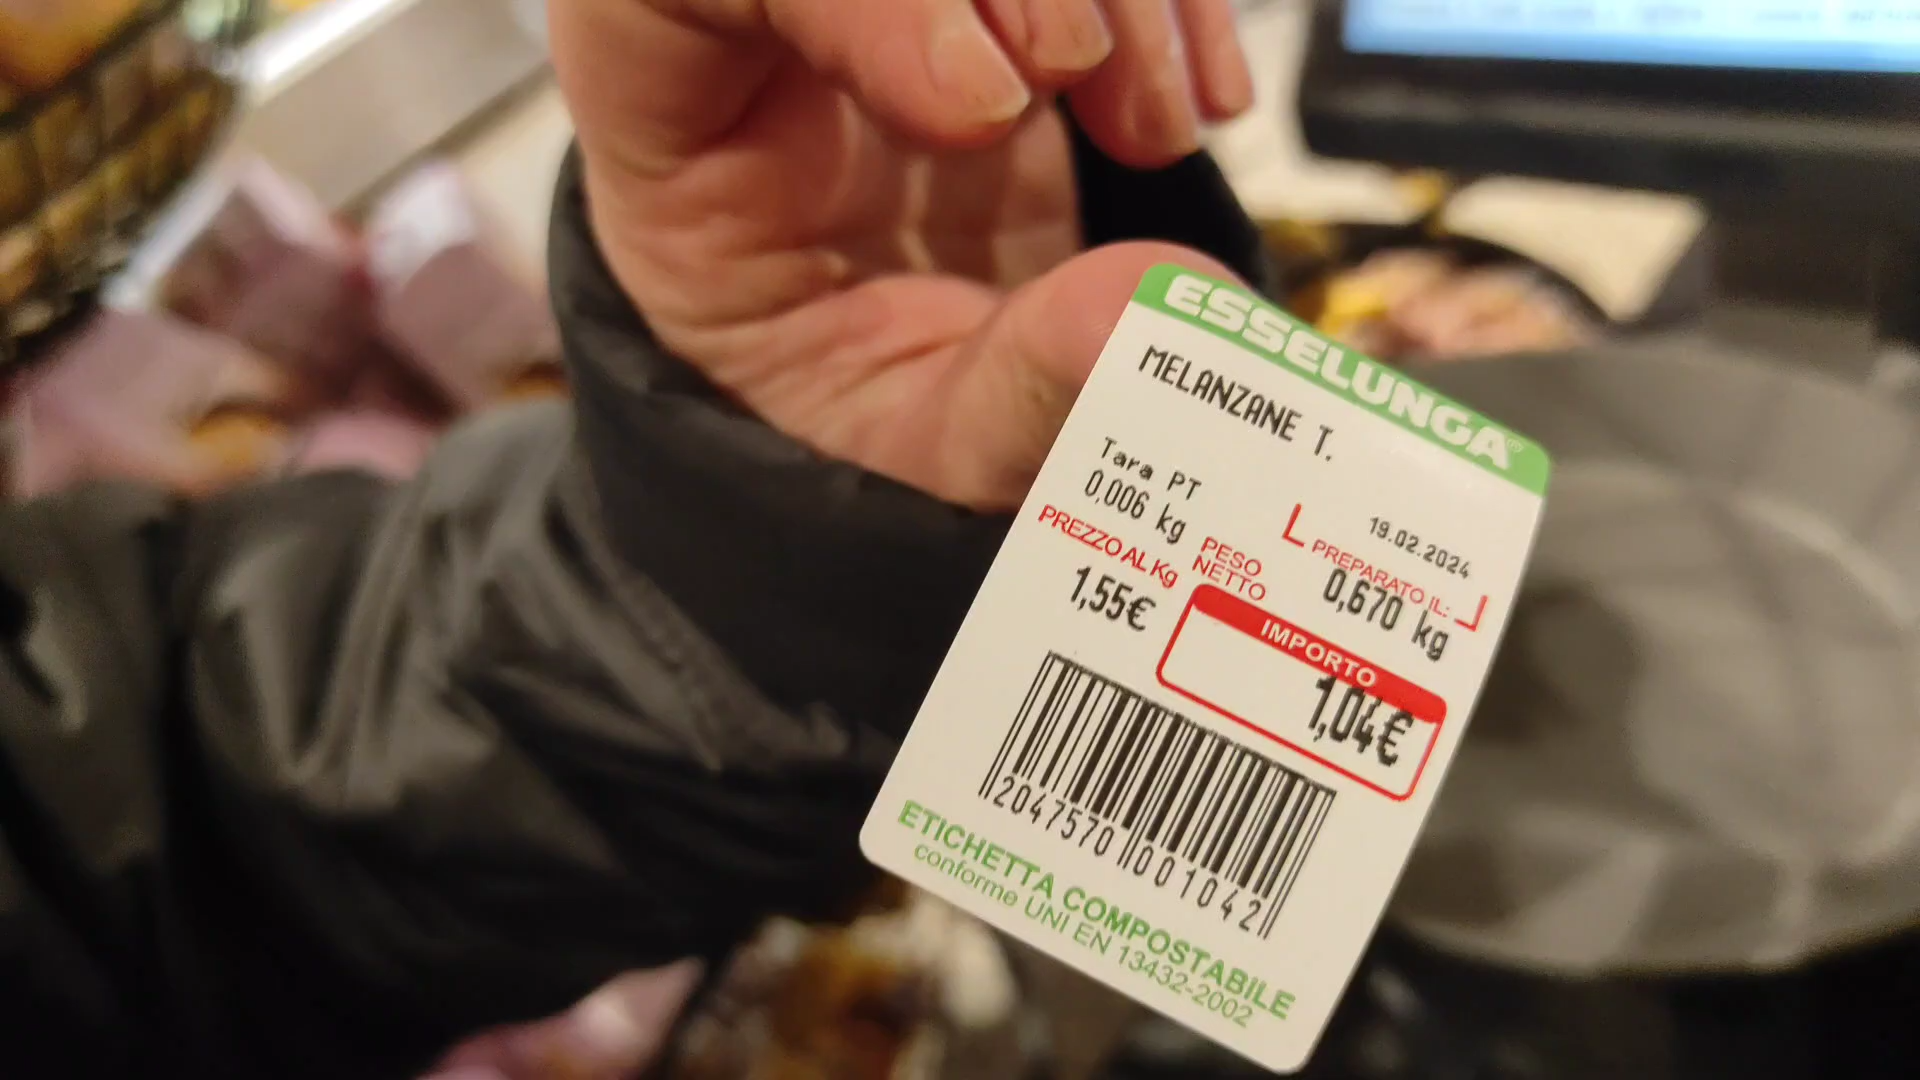 ESSELUNGA
MELANZANE T.
Tara PT
0,006 kg
19.02.2024
PREPARATO IL:
PREZZO AL Kg
PESO
NETTO
0,670 kg
1,55€
IMPORTO
1,04€
2047570 001042
ETICHETTA COMPOSTABILE
conforme UNI EN 13432-2002